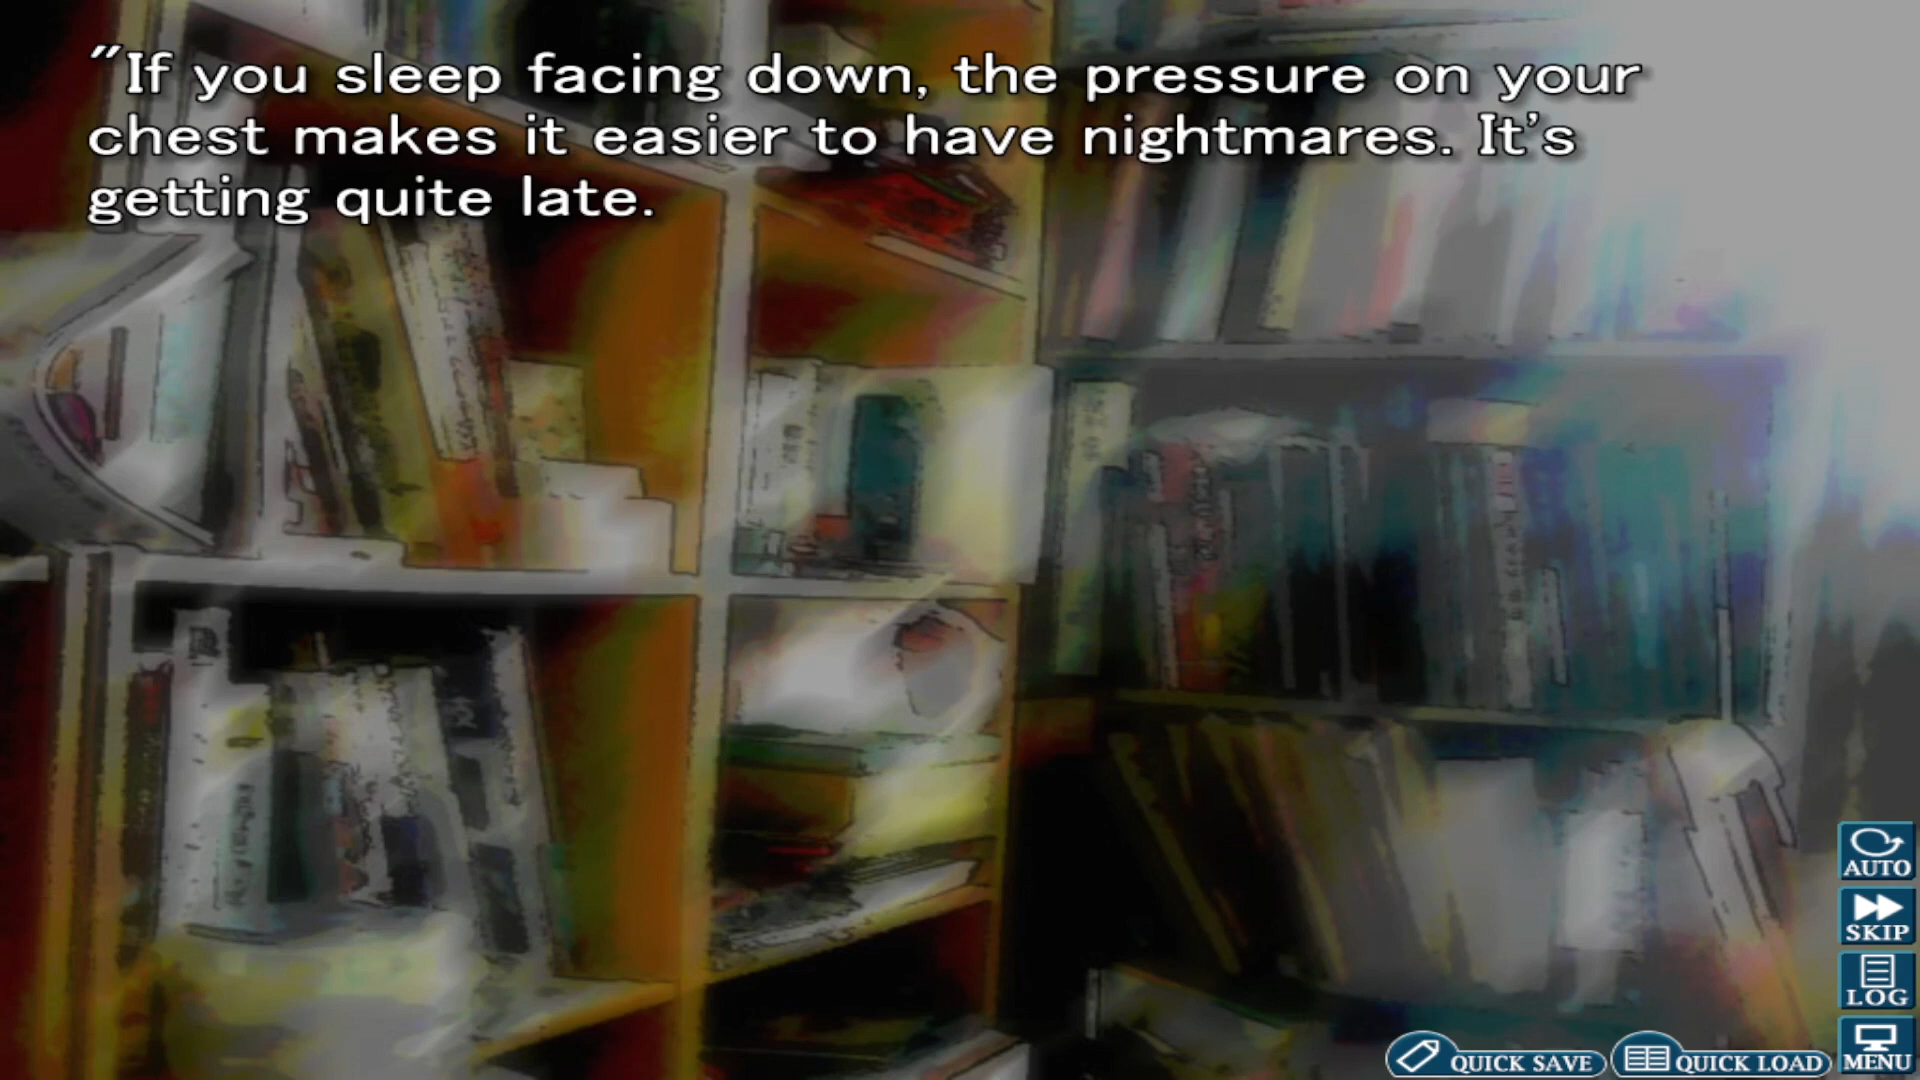 "If you sleep facing down, the pressure on your
chest makes it easier to have nightmares. It's
getting quite late.
AUTO
SKIP
LOG
MENU
QUICK SAVE
QUICK LOAD